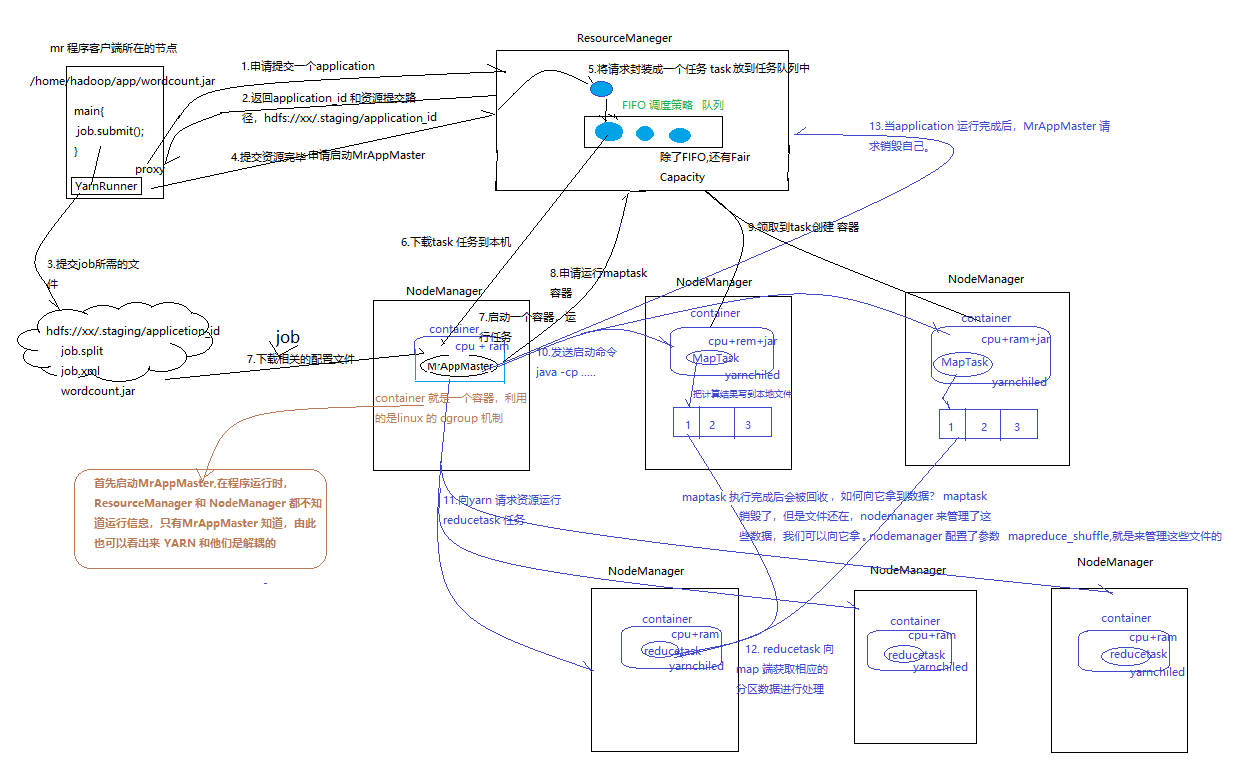 mr 程序客户端所在的节点
/home/hadoop/app/wordcount.jar
main{
job.submit();
}
proxy
YarnRunner
1.申请提交一个application
2.返回application_id 和资源提交路
径，hdfs://xx/.staging/application_id
4.提交资源完毕 申请启动MrAppMaster
ResourceManeger
5.将请求封装成一个任务 task 放到任务队列中
FIFO 调度策略 队列
除了FIFO,还有Fair
Capacity
13.当application 运行完成后，MrAppMaster 请
求销毁自己。
3.提交job所需的文
件
hdfs://xx/.staging/applicetion_id
job.split
job.yml
wordcount.jar
job
7.下载相关的配置文件
6.下载task 任务到本机
8.申请运行maptask
容器
9.领取到task创建 容器
NodeManager
7.启动一个容器，运
行任务
container
cpu + ram
MrAppMaster
container 就是一个容器，利用
的是linux 的 cgroup 机制
10.发送启动命令
java -cp .....
NodeManager
container
cpu+rem+jar
MapTask
yarnchiled
把计算结果写到本地文件
1 2 3
NodeManager
container
cpu+ram+jar
MapTask
yarnchiled
1 2 3
首先启动MrAppMaster,在程序运行时，
ResourceManager 和 NodeManager 都不知
道运行信息，只有MrAppMaster 知道，由此
也可以看出来 YARN 和他们是解耦的
11.向yarn 请求资源运行
reducetask 任务
maptask 执行完成后会被回收，如何向它拿到数据？ maptask
销毁了，但是文件还在，nodemanager 来管理了这
些数据，我们可以向它拿。nodemanager 配置了参数 mapreduce_shuffle,就是来管理这些文件的
NodeManager
container
cpu+ram
reducetask
yarnchiled
12. reducetask 向
map 端获取相应的
分区数据进行处理
NodeManager
container
cpu+ram
reducetask
yarnchiled
NodeManager
container
cpu+ram
reducetask
yarnchiled